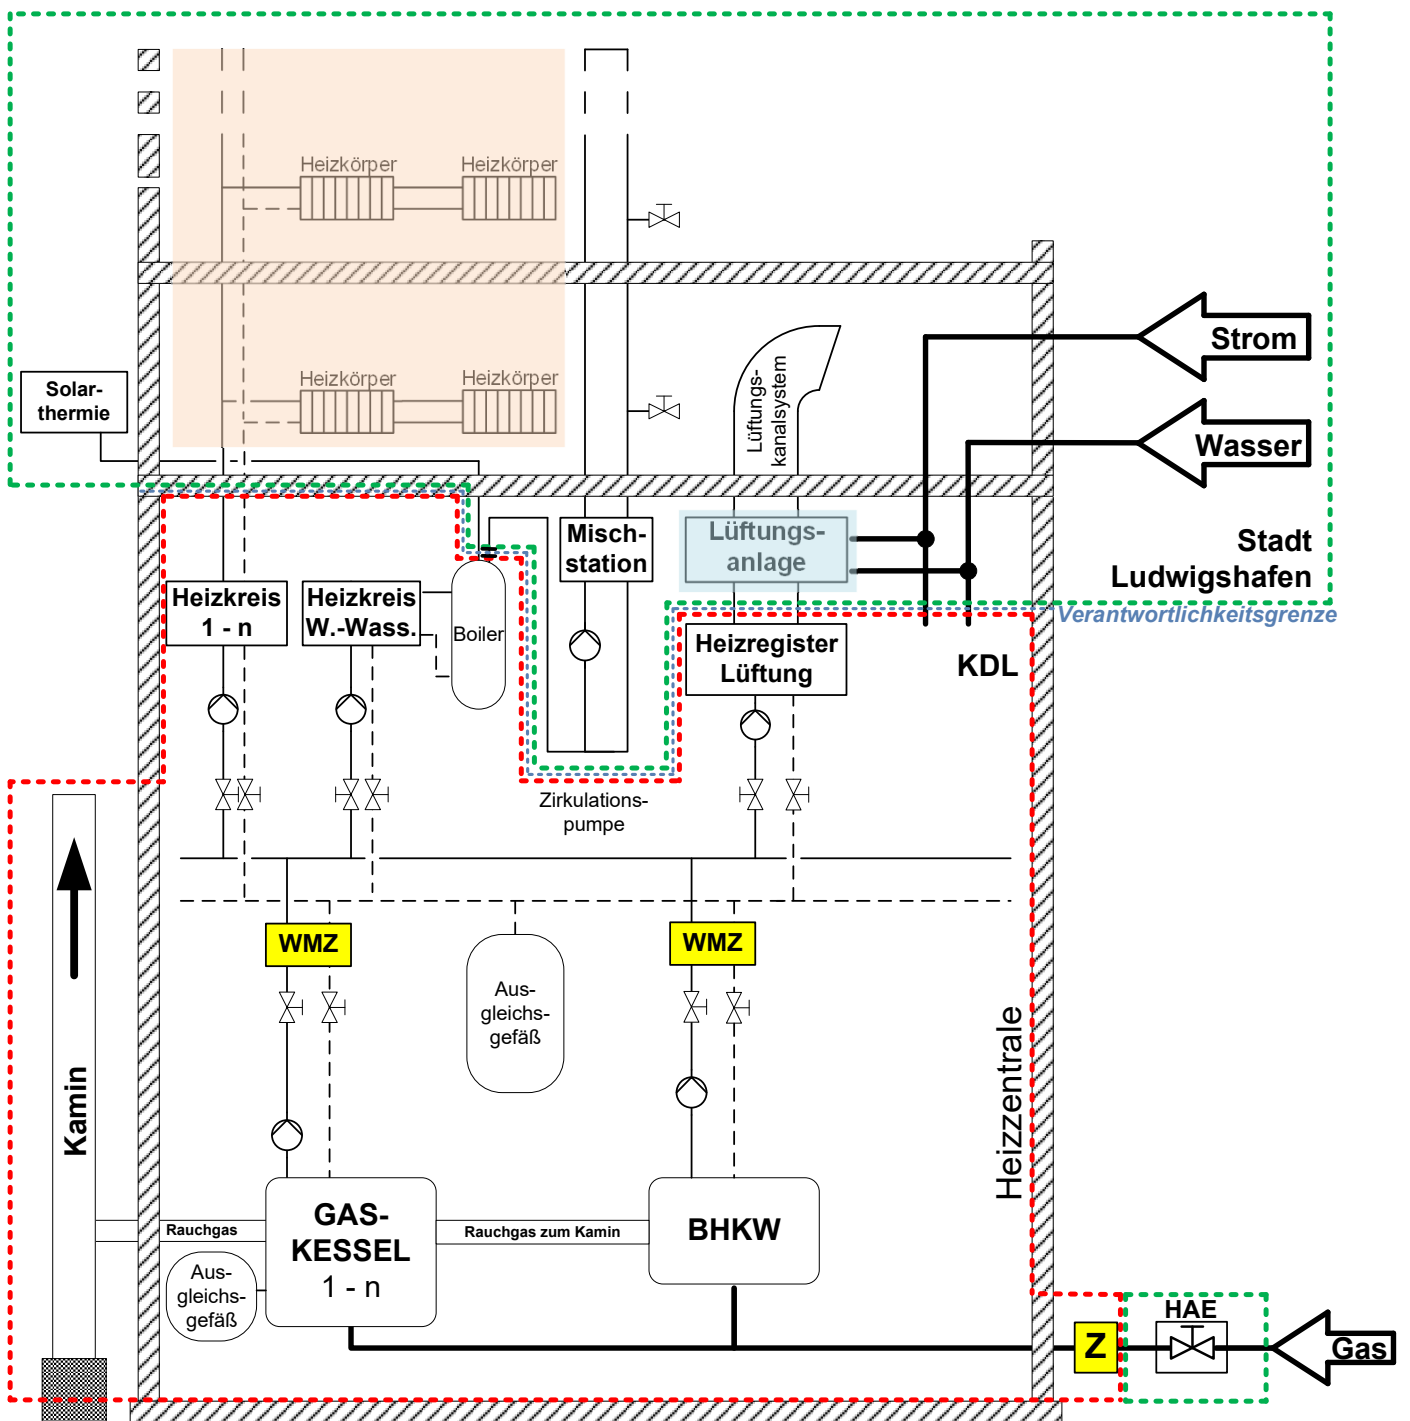 Heizkörper
Heizkörper
Heizkörper
Heizkörper
Solar-
thermie
Lüftungs-
kanalsystem
Strom
Wasser
Stadt
Ludwigshafen
Verantwortlichkeitsgrenze
Misch-
station
Lüftungs-
anlage
Heizkreis
1 - n
Heizkreis
W.-Wass.
Boiler
Heizregister
Lüftung
KDL
Zirkulations-
pumpe
WMZ
WMZ
Aus-
gleichs-
gefäß
Kamin
Heizzentrale
Rauchgas
GAS-
KESSEL
1 - n
Rauchgas zum Kamin
BHKW
Aus-
gleichs-
gefäß
Z
HAE
Gas